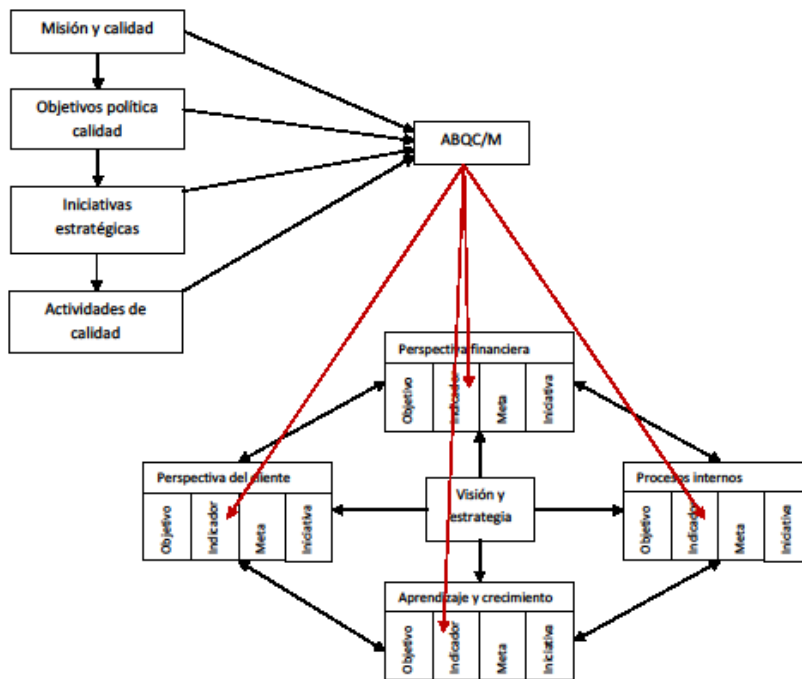 Misión y calidad
Objetivos política
calidad
ABQC/M
Iniciativas
estratégicas
Actividades de
calidad
Perspectiva financiera
Objetivo
Indicador
Meta
Iniciativa
Perspectiva del cliente
Objetivo
Indicador
Meta
Iniciativa
Visión y
estrategia
Procesos internos
Objetivo
Indicador
Meta
Iniciativa
Aprendizaje y crecimiento
Objetivo
Indicador
Meta
Iniciativa